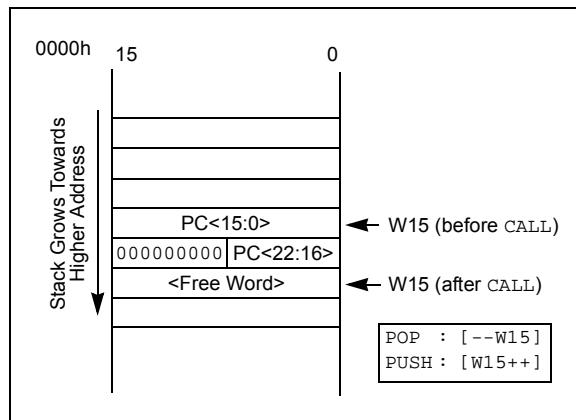 0000h
15 0
Stack Grows Towards
Higher Address
PC<15:0>
W15 (before CALL)
000000000 PC<22:16>
<Free Word>
W15 (after CALL)
POP : [--W15]
PUSH : [W15++]